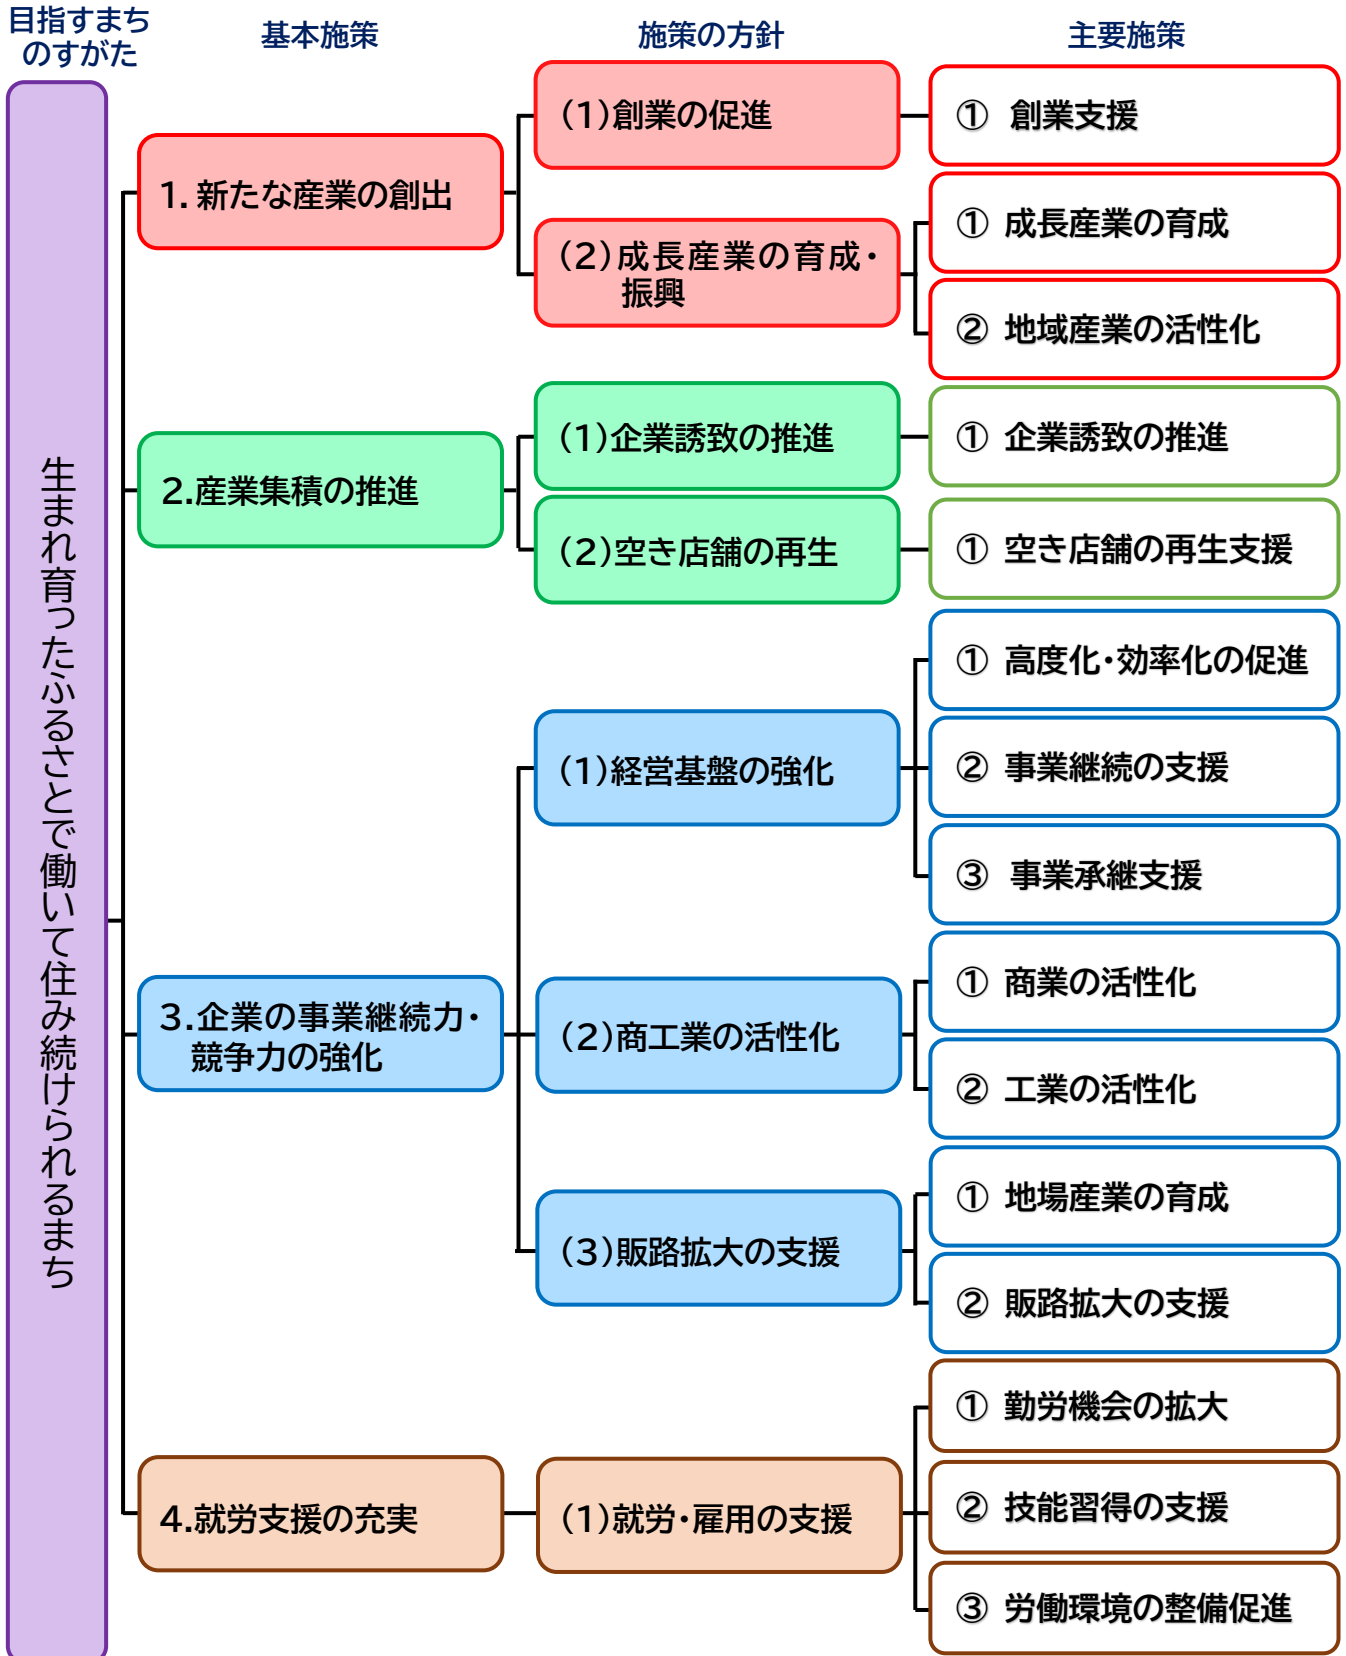 目指すまち
のすがた
基本施策
施策の方針
主要施策
生まれ育ったふるさとで働いて住み続けられるまち
1.新たな産業の創出
(1)創業の促進
① 創業支援
(2)成長産業の育成・
振興
① 成長産業の育成
② 地域産業の活性化
2.産業集積の推進
(1)企業誘致の推進
① 企業誘致の推進
(2)空き店舗の再生
① 空き店舗の再生支援
3.企業の事業継続力・
競争力の強化
(1)経営基盤の強化
① 高度化・効率化の促進
② 事業継続の支援
③ 事業承継支援
(2)商工業の活性化
① 商業の活性化
② 工業の活性化
(3)販路拡大の支援
① 地場産業の育成
② 販路拡大の支援
4.就労支援の充実
(1)就労・雇用の支援
① 勤労機会の拡大
② 技能習得の支援
③ 労働環境の整備促進